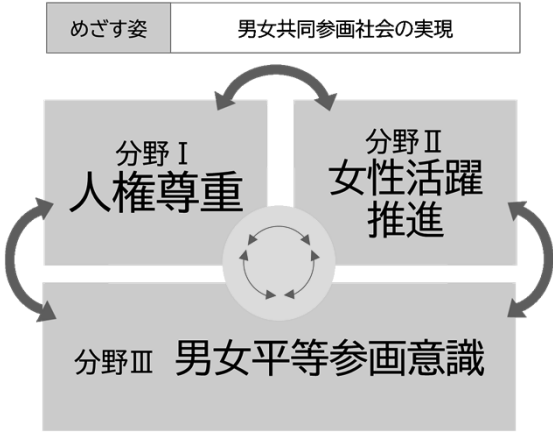 めざす姿 男女共同参画社会の実現
分野Ⅰ
人権尊重
分野Ⅱ
女性活躍
推進
分野Ⅲ 男女平等参画意識